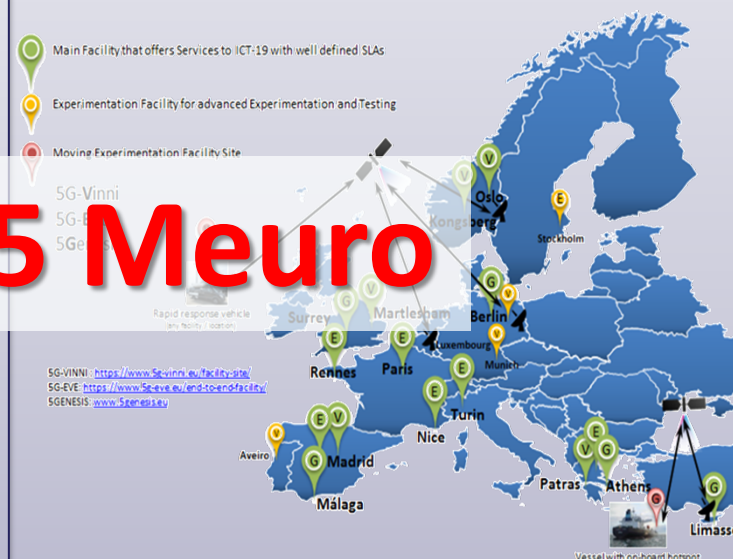 Main Facility that offers Services to ICT-19 with well defined SLAs
Experimentation Facility for advanced Experimentation and Testing
Moving Experimentation Facility Site
5G-Vinni
5G-E
5Genesis
5 Meuro
V
V
Oslo
Kongsberg
E
Stockholm
Rapid response vehicle
G
V
Surrey
Martlesham
G
V
Berlin
E
Rennes
E
Paris
Luxembourg
V
Munich
5G-VINNI : https://www.5g-vinni.eu/facility-site/
5G-EVE: https://www.5g-eve.eu/end-to-end-facility/
5GENESIS: www.5genesis.eu
E
Turin
E
Nice
V
Aveiro
E
V
Madrid
G
Málaga
E
V
G
Patras
Athens
G
G
Limass
Vessel with on-board hotspot